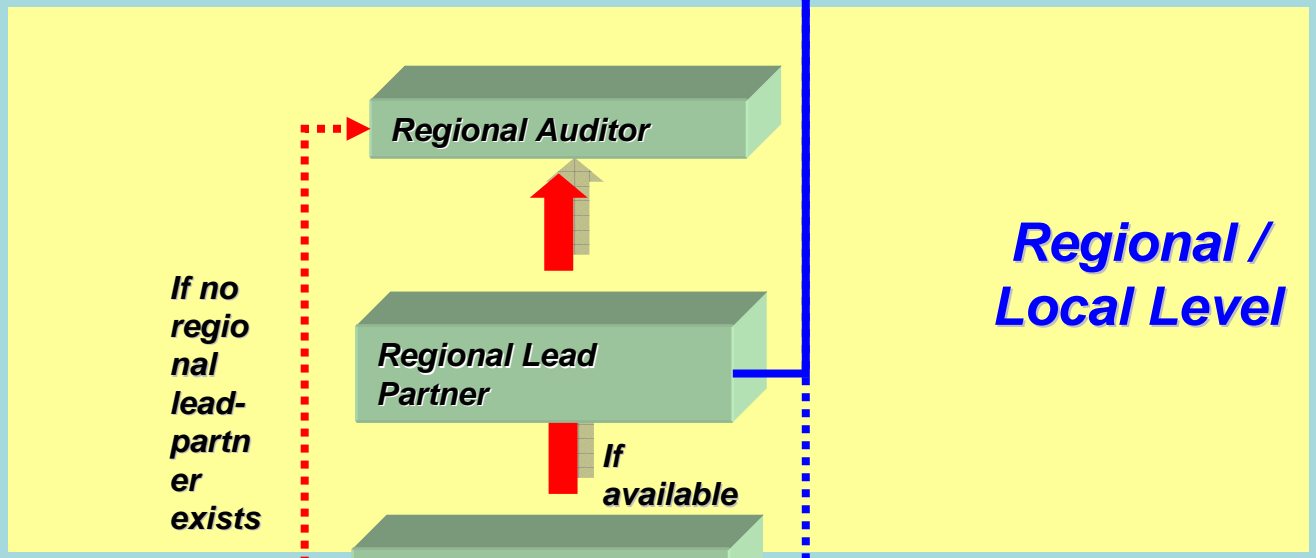 Regional Auditor
Regional /
Local Level
If no
regio
nal
lead-
partn
er
exists
Regional Lead
Partner
If
available